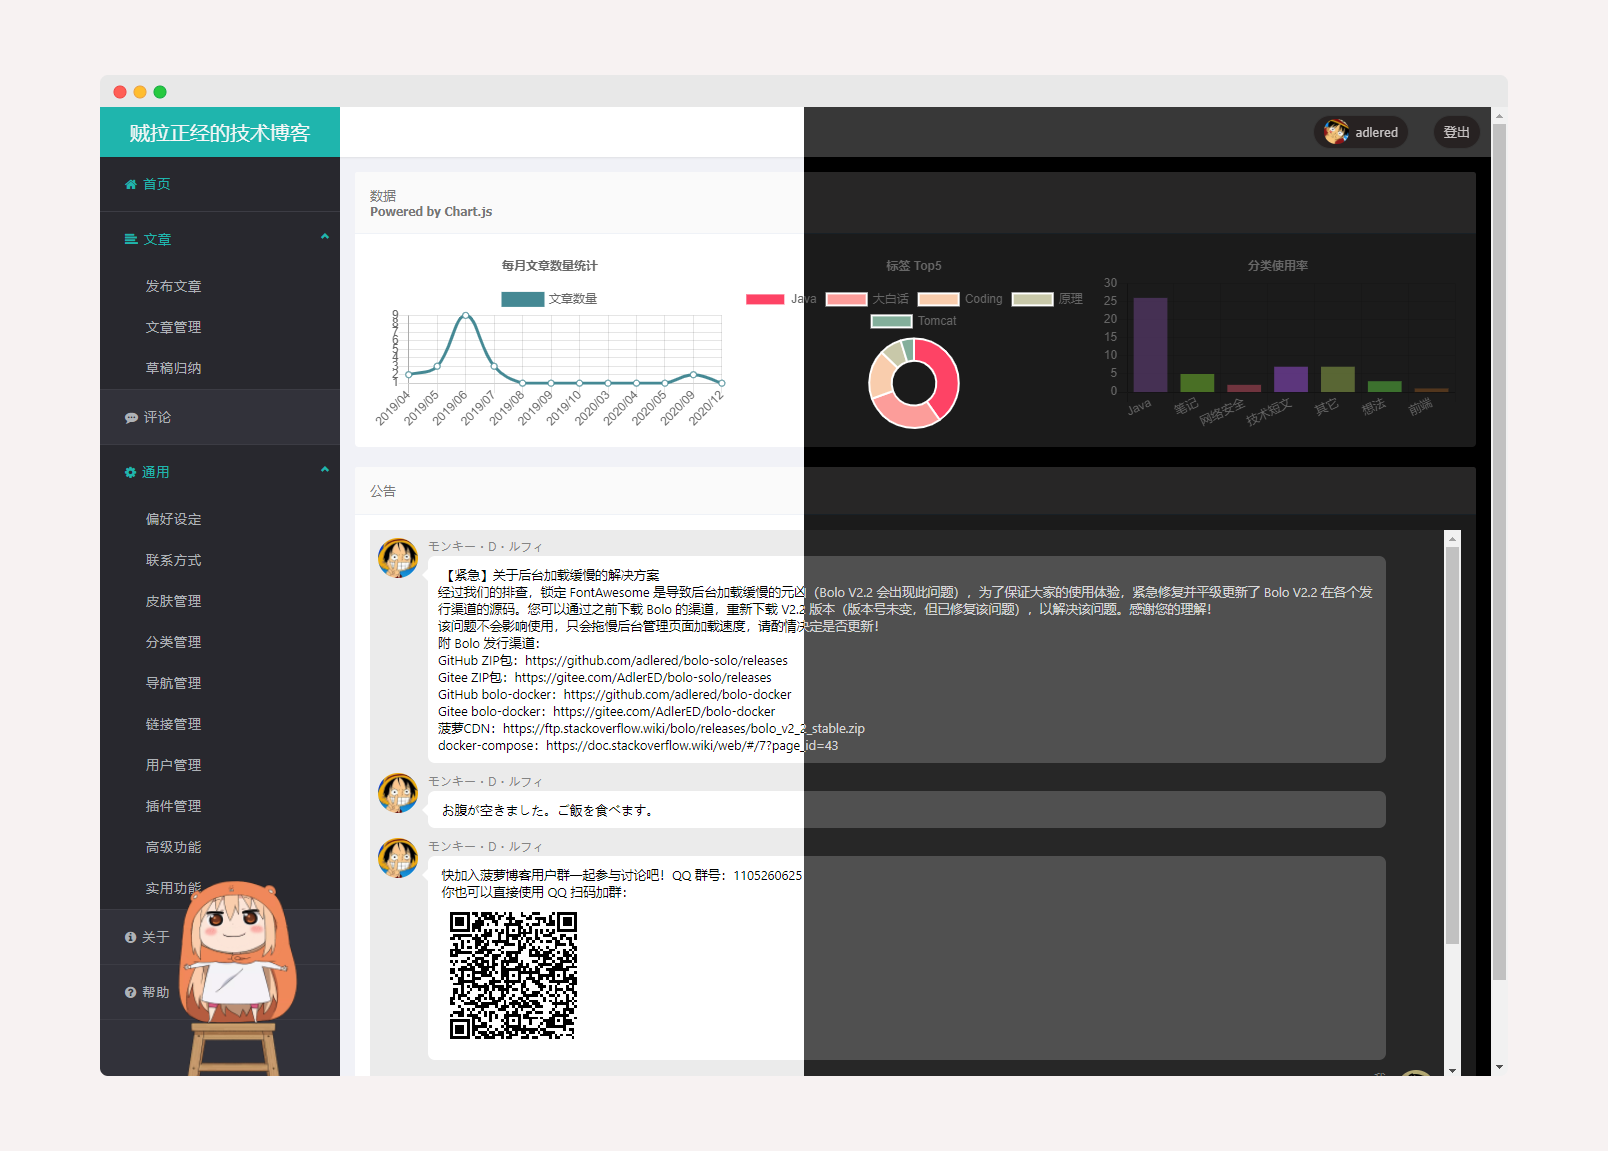 贼拉正经的技术博客
adlered
登出
首页
文章
发布文章
文章管理
草稿归纳
评论
通用
偏好设定
联系方式
皮肤管理
分类管理
导航管理
链接管理
用户管理
插件管理
高级功能
实用功能
关于
帮助
数据
Powered by Chart.js
每月文章数量统计
文章数量
9
8
7
6
5
4
3
2
1
2019/04
2019/05
2019/06
2019/07
2019/08
2019/09
2019/10
2020/03
2020/04
2020/05
2020/09
2020/12
标签 Top5
Java
大白话
Coding
原理
Tomcat
分类使用率
30
25
20
15
10
5
0
Java
笔记
网络安全
技术短文
其它
想法
前端
公告
モンキー・D・ルフィ
【紧急】关于后台加载缓慢的解决方案
经过我们的排查，锁定 FontAwesome 是导致后台加载缓慢的元凶（Bolo V2.2 会出现此问题），为了保证大家的使用体验，紧急修复并平级更新了 Bolo V2.2 在各个发
行渠道的源码。您可以通过之前下载 Bolo 的渠道，重新下载 V2.2 版本（版本号未变，但已修复该问题），以解决该问题。感谢您的理解！
该问题不会影响使用，只会拖慢后台管理页面加载速度，请酌情决定是否更新！
附 Bolo 发行渠道：
GitHub ZIP包：https://github.com/adlered/bolo-solo/releases
Gitee ZIP包：https://gitee.com/AdlerED/bolo-solo/releases
GitHub bolo-docker：https://github.com/adlered/bolo-docker
Gitee bolo-docker：https://gitee.com/AdlerED/bolo-docker
菠萝CDN：https://ftp.stackoverflow.wiki/bolo/releases/bolo_v2_2_stable.zip
docker-compose：https://doc.stackoverflow.wiki/web/#/7?page_id=43
モンキー・D・ルフィ
お腹が空きました。ご飯を食べます。
モンキー・D・ルフィ
快加入菠萝博客用户群一起参与讨论吧！QQ 群号：1105260625
你也可以直接使用 QQ 扫码加群：